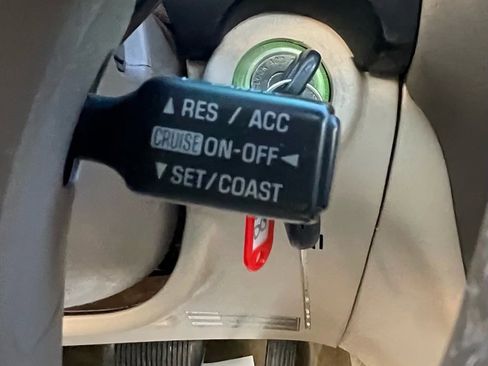 ▲ RES / ACC
CRUISE ON-OFF ◄
▼ SET/COAST